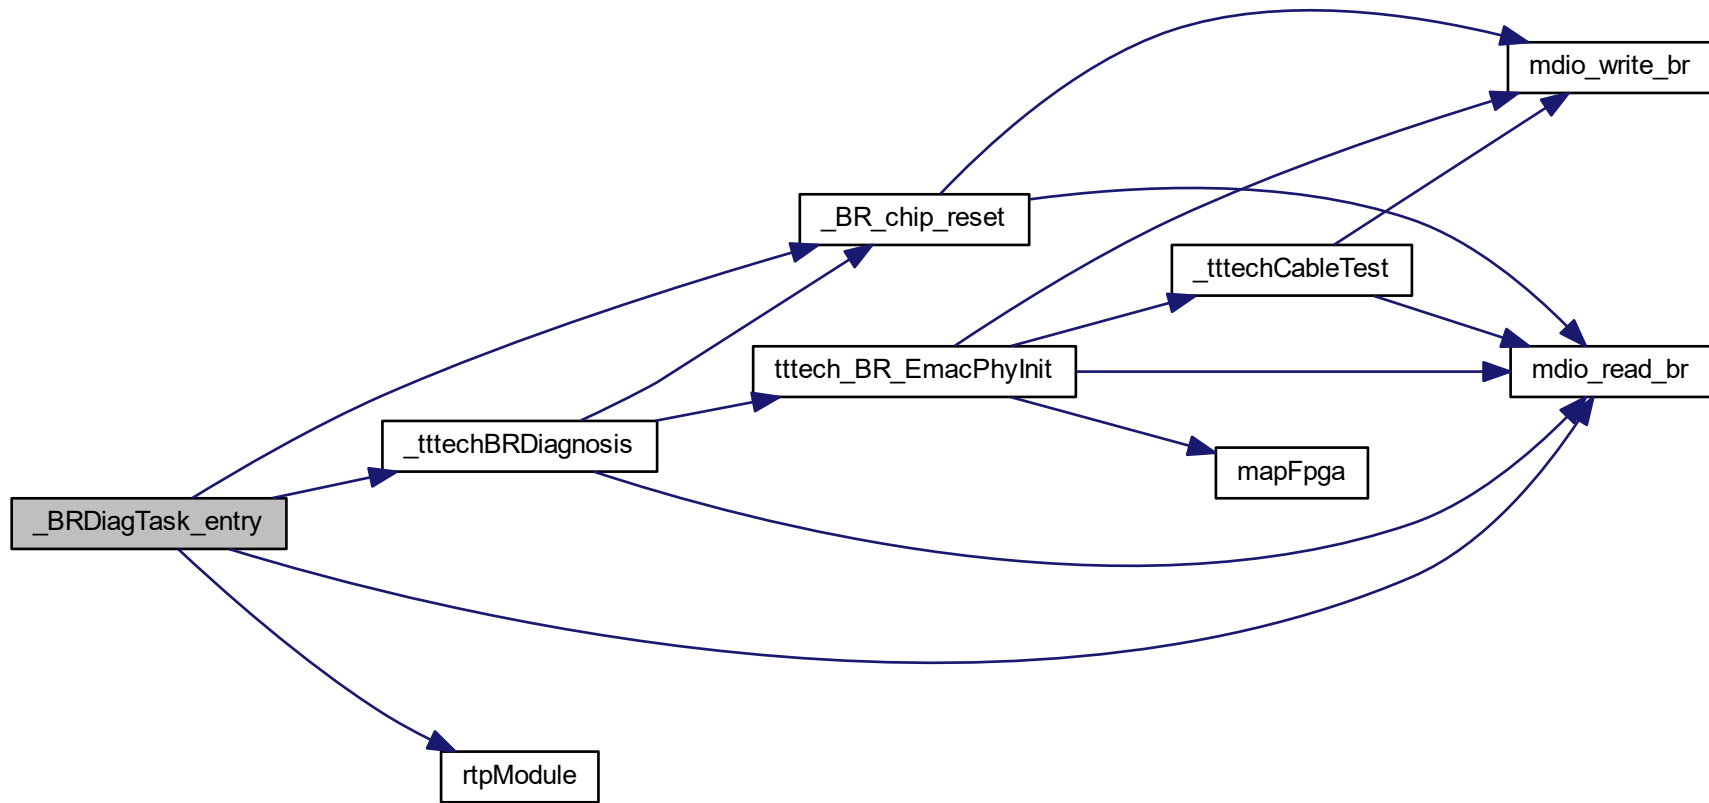 mdio_write_br
_BR_chip_reset
_tttechCableTest
tttech_BR_EmacPhyInit
mdio_read_br
_tttechBRDiagnosis
mapFpga
_BRDiagTask_entry
rtpModule